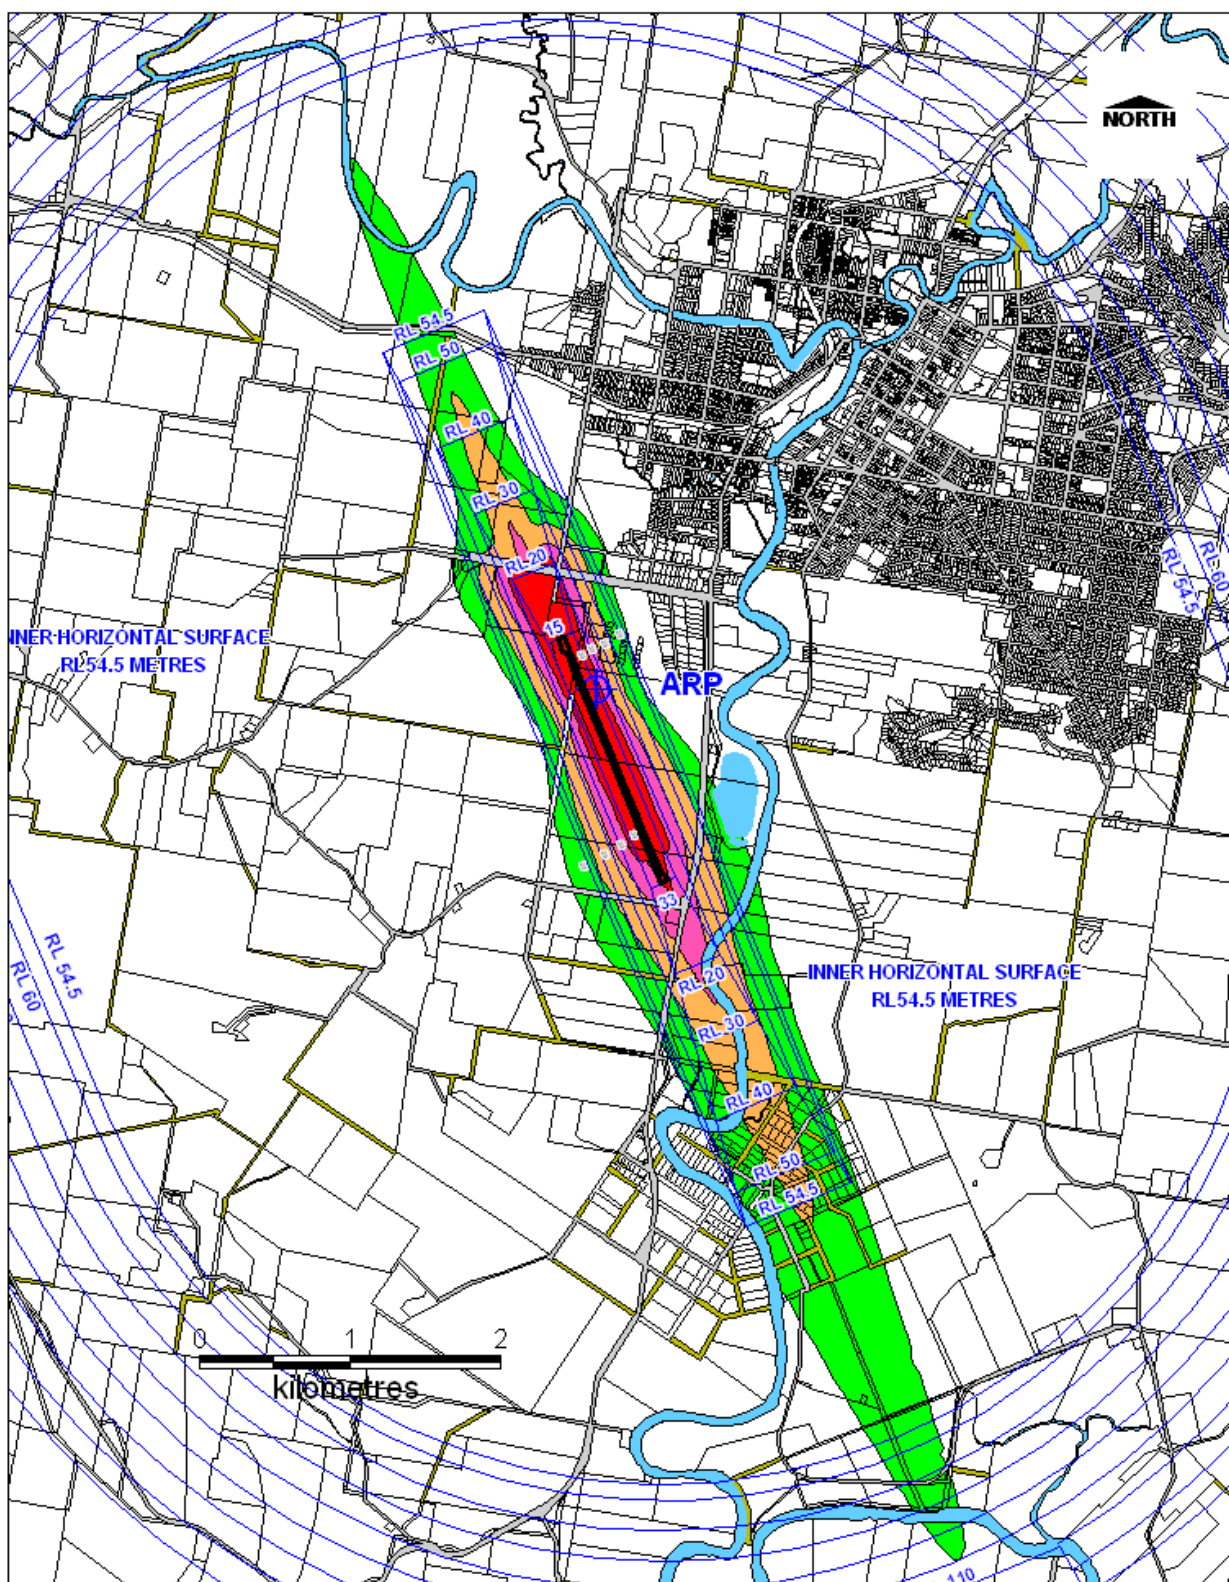 NORTH
RL 54.5
RL 50
RL 40
RL 30
RL 20
15
RL 60
RL 54.5
NNER HORIZONTAL SURFACE
RL54.5 METRES
ARP
33
RL 54.5
RL 60
RL 20
INNER HORIZONTAL SURFACE
RL54.5 METRES
RL 30
RL 40
RL 50
RL 54.5
0 1 2
kilometres
110